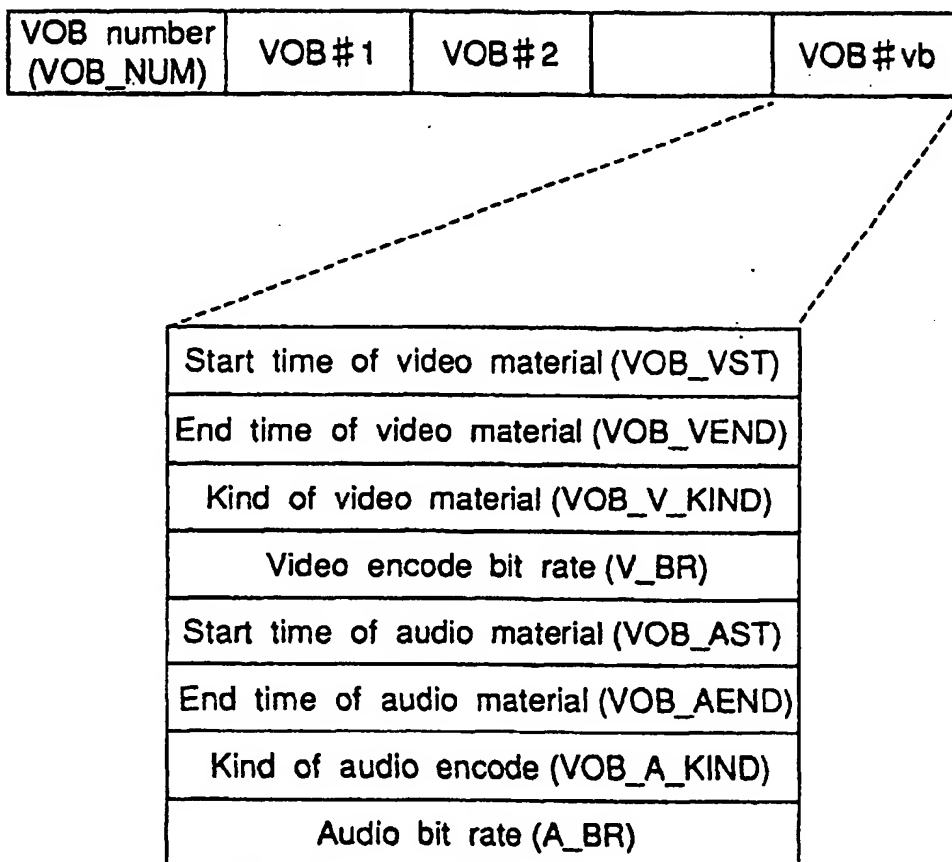 VOB number
(VOB_NUM)
VOB#1
VOB#2
VOB#vb
Start time of video material (VOB_VST)
End time of video material (VOB_VEND)
Kind of video material (VOB_V_KIND)
Video encode bit rate (V_BR)
Start time of audio material (VOB_AST)
End time of audio material (VOB_AEND)
Kind of audio encode (VOB_A_KIND)
Audio bit rate (A_BR)